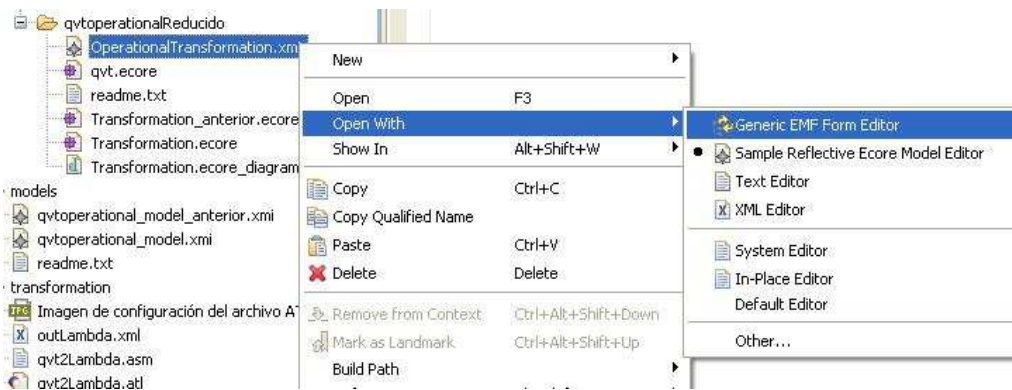 qvtoperationalReducido
OperationalTransformation.xm
qvt.ecore
readme.txt
Transformation_anterior.ecore
Transformation.ecore
Transformation.ecore_diagram
models
qvtoperational_model_anterior.xmi
qvtoperational_model.xmi
readme.txt
transformation
Imagen de configuración del archivo AT
outLambda.xml
qvt2Lambda.asm
qvt2Lambda.atl
New
Open F3
Open With
Show In Alt+Shift+W
Copy Ctrl+C
Copy Qualified Name
Paste Ctrl+V
Delete Delete
Remove from Context Ctrl+Alt+Shift+Down
Mark as Landmark Ctrl+Alt+Shift+Up
Build Path
Generic EMF Form Editor
Sample Reflective Ecore Model Editor
Text Editor
XML Editor
System Editor
In-Place Editor
Default Editor
Other...